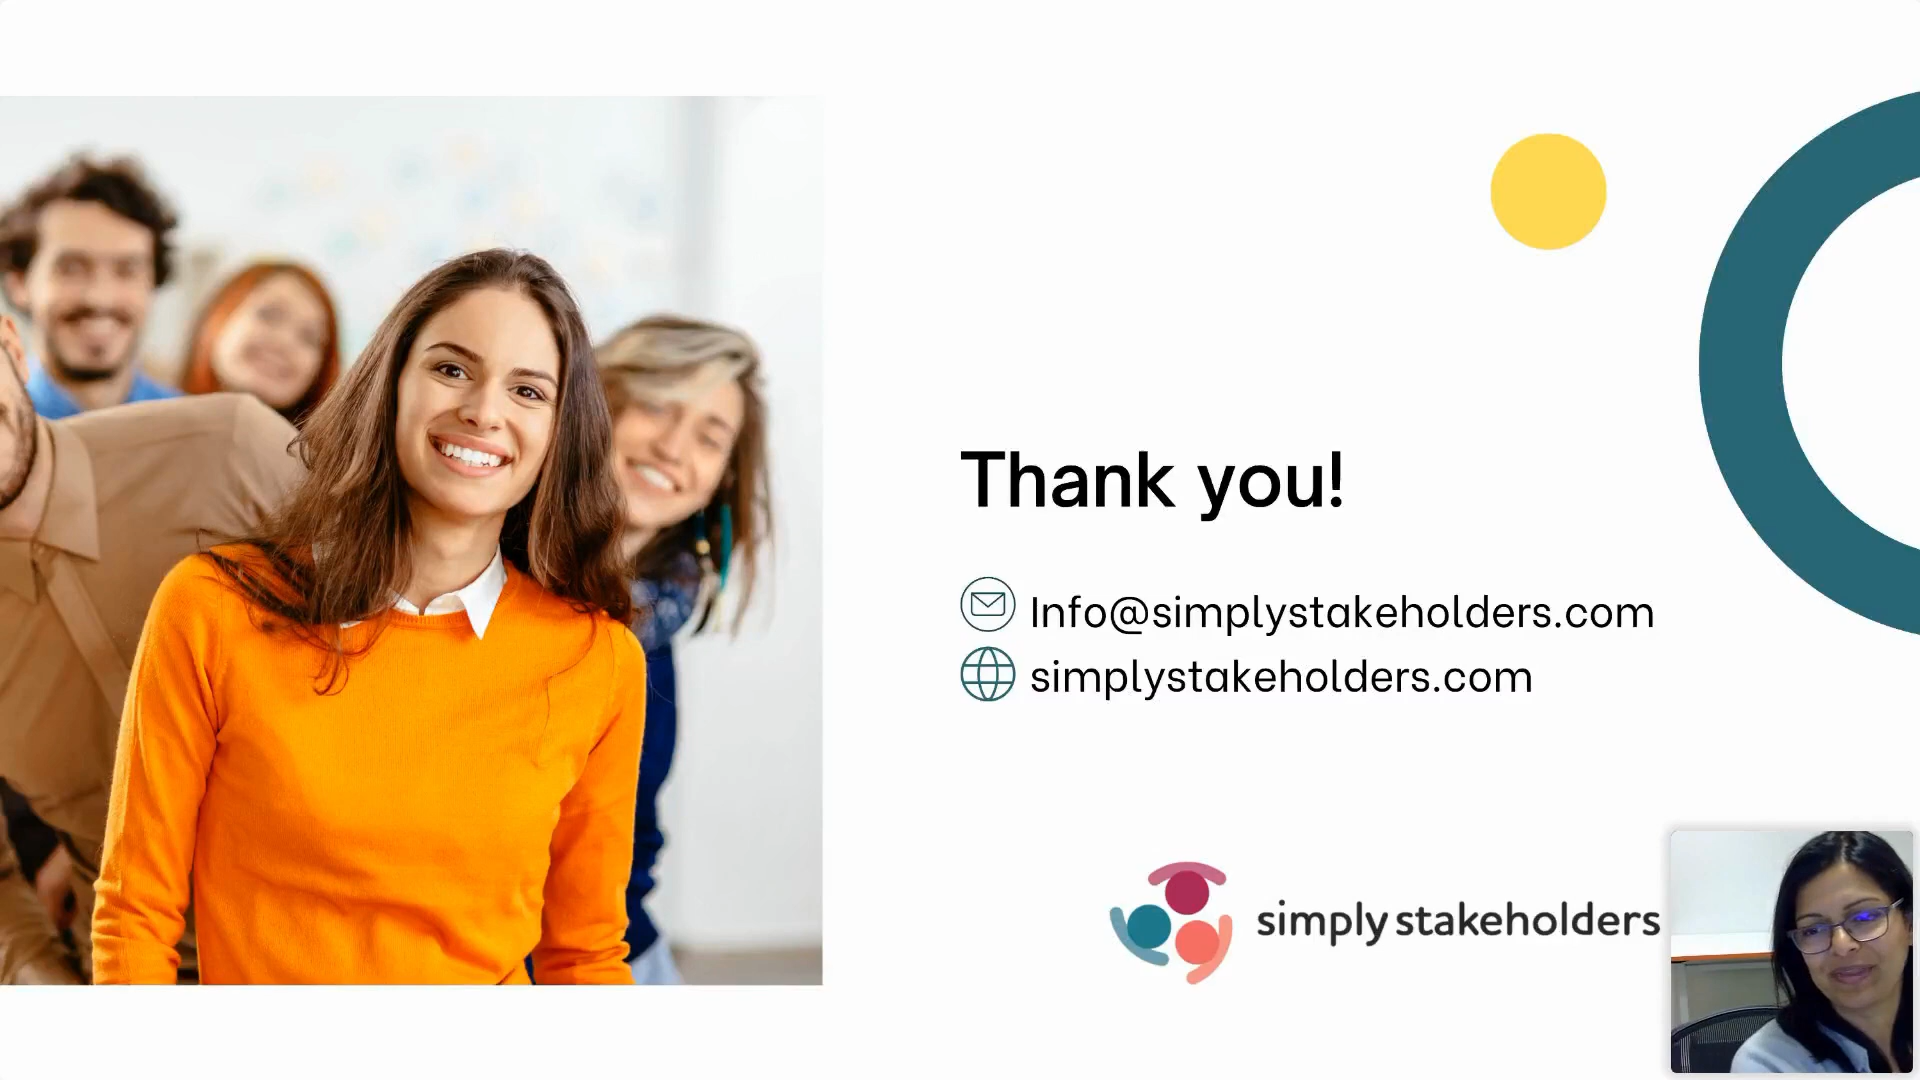 Thank you!
Info@simplystakeholders.com
simplystakeholders.com
simply stakeholders